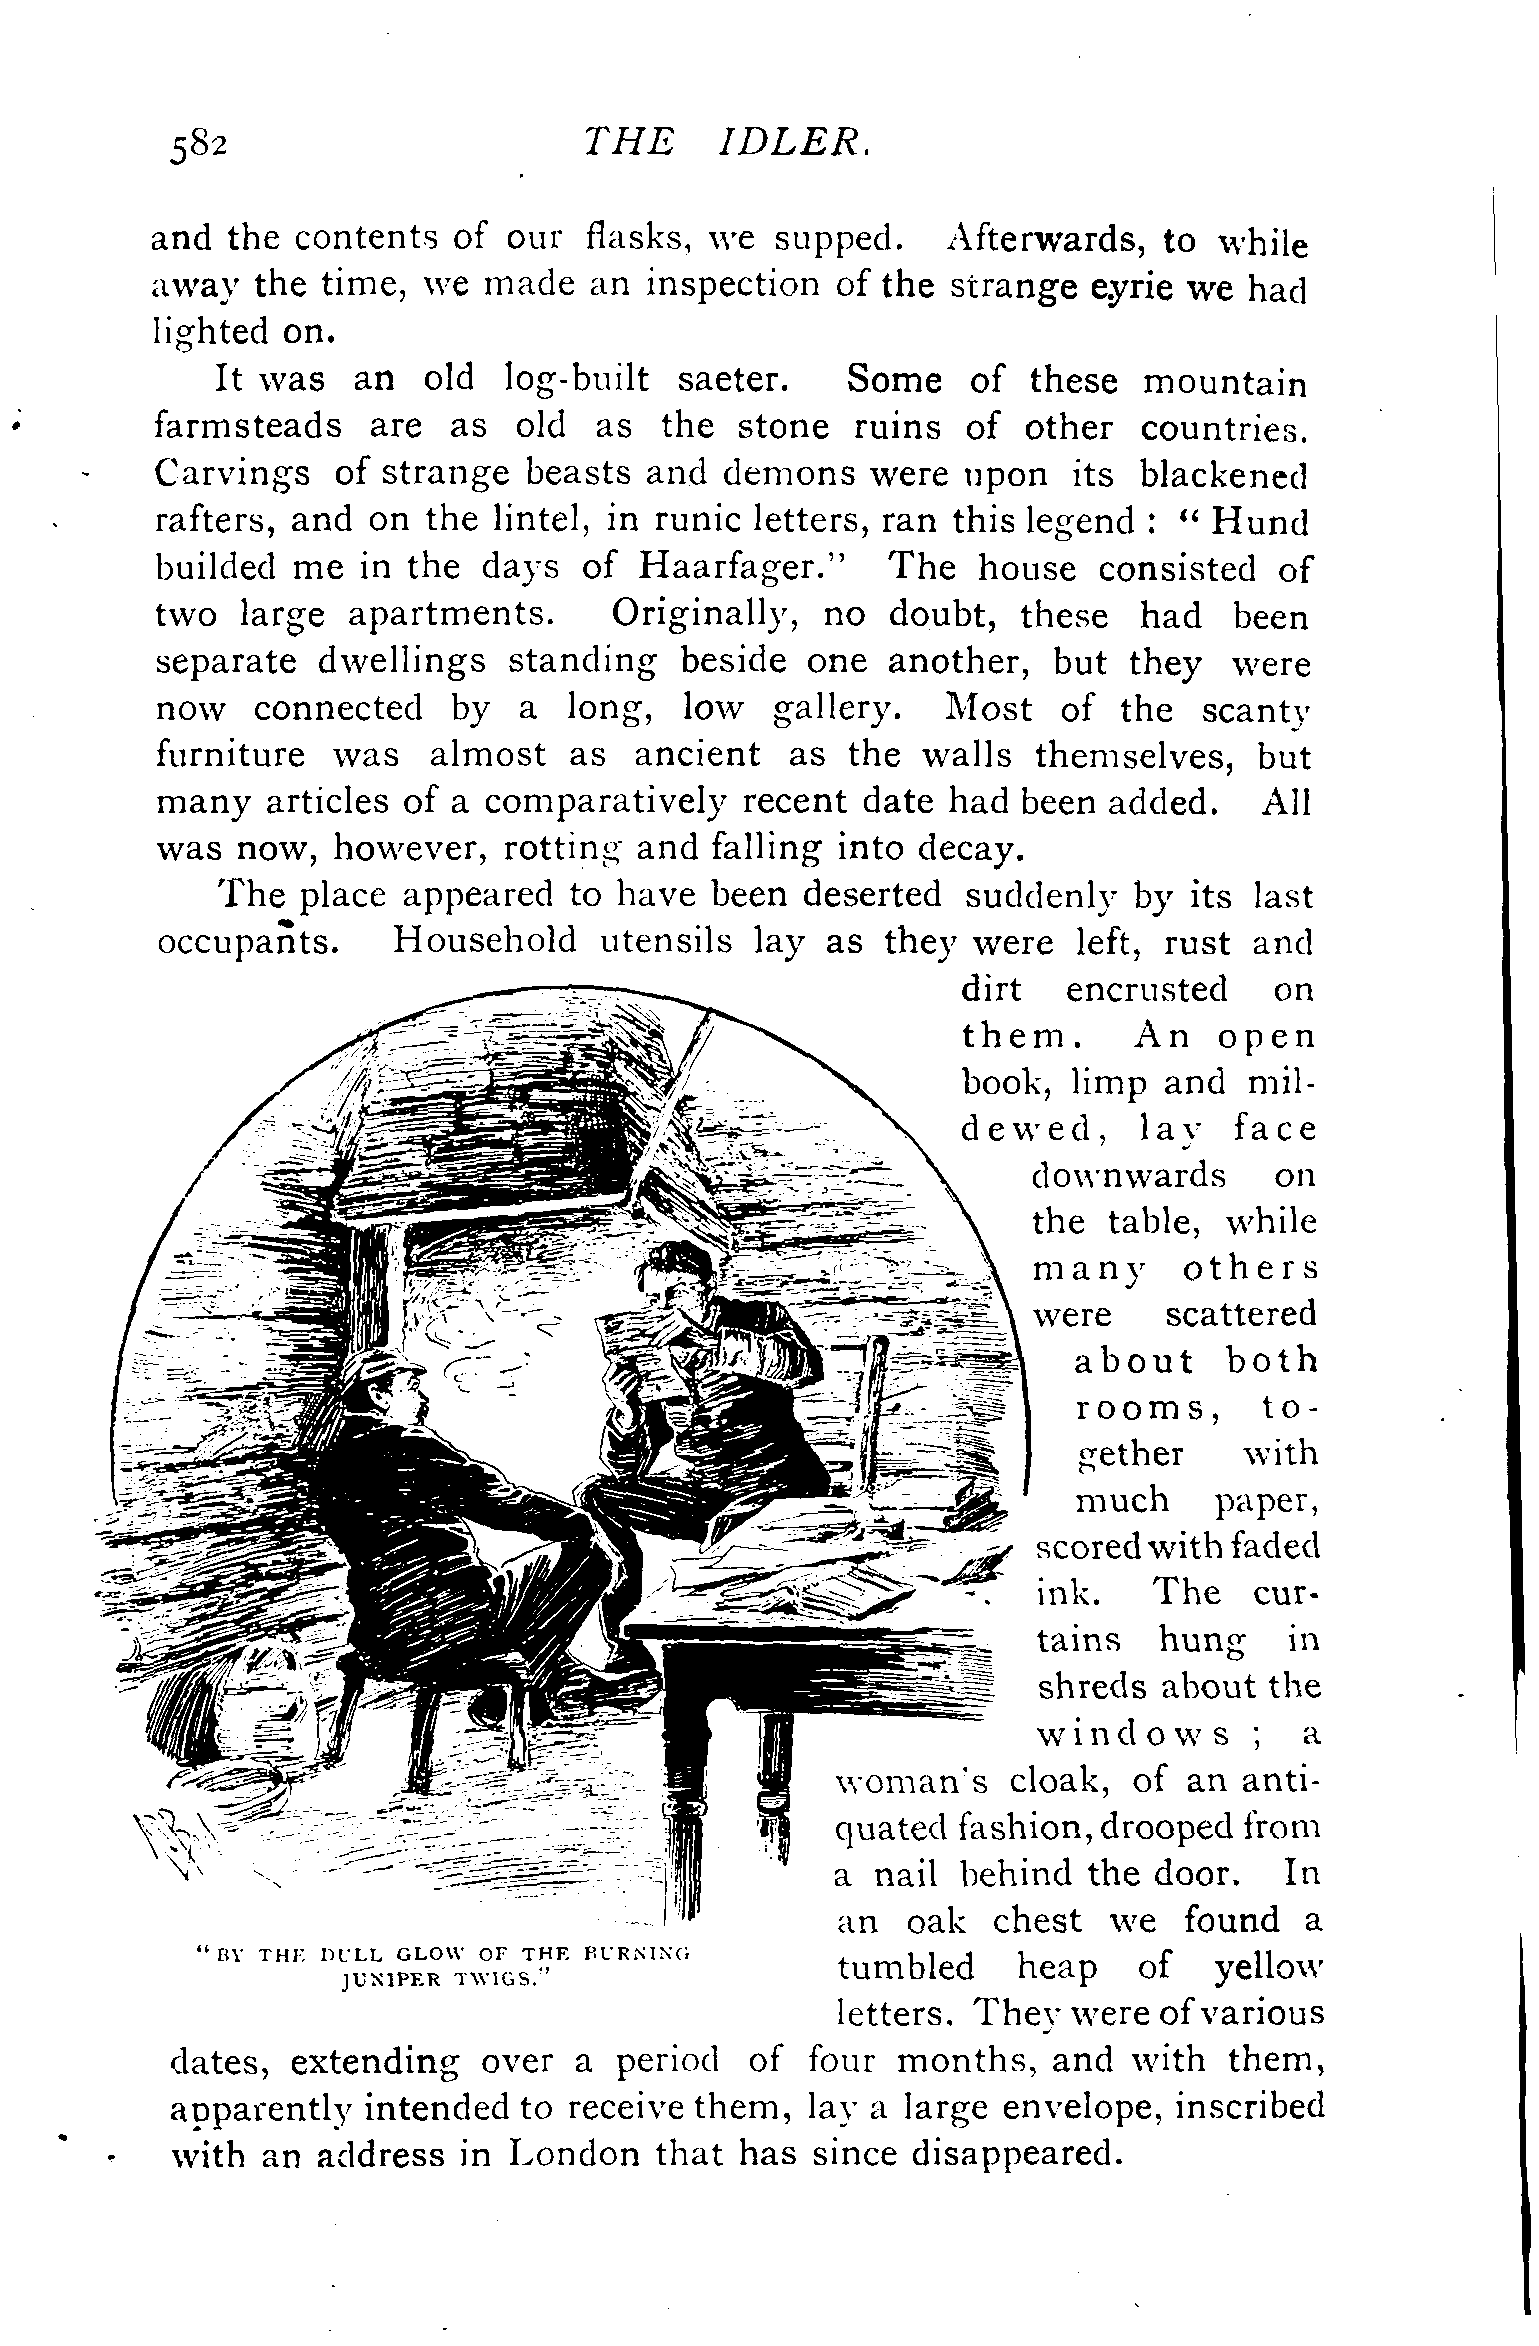 582 THE IDLER.
and the contents of our flasks, we supped. Afterwards, to while
away the time, we made an inspection of the strange eyrie we had
lighted on.
It was an old log-built saeter. Some of these mountain
farmsteads are as old as the stone ruins of other countries.
Carvings of strange beasts and demons were upon its blackened
rafters, and on the lintel, in runic letters, ran this legend : “ Hund
builded me in the days of Haarfager.” The house consisted of
two large apartments. Originally, no doubt, these had been
separate dwellings standing beside one another, but they were
now connected by a long, low gallery. Most of the scanty
furniture was almost as ancient as the walls themselves, but
many articles of a comparatively recent date had been added. All
was now, however, rotting and falling into decay.
The place appeared to have been deserted suddenly by its last
occupants. Household utensils lay as they were left, rust and
dirt encrusted on
them. An open
book, limp and mil-
dewed, lay face
downwards on
the table, while
many others
were scattered
about both
rooms, to-
gether with
much paper,
scored with faded
ink. The cur-
tains hung in
shreds about the
windows ; a
woman's cloak, of an anti-
quated fashion, drooped from
a nail behind the door. In
an oak chest we found a
tumbled heap of yellow
letters. They were of various
dates, extending over a period of four months, and with them,
apparently intended to receive them, lay a large envelope, inscribed
with an address in London that has since disappeared.
“BY THE DULL GLOW OF THE BURNING
JUNIPER TWIGS.”